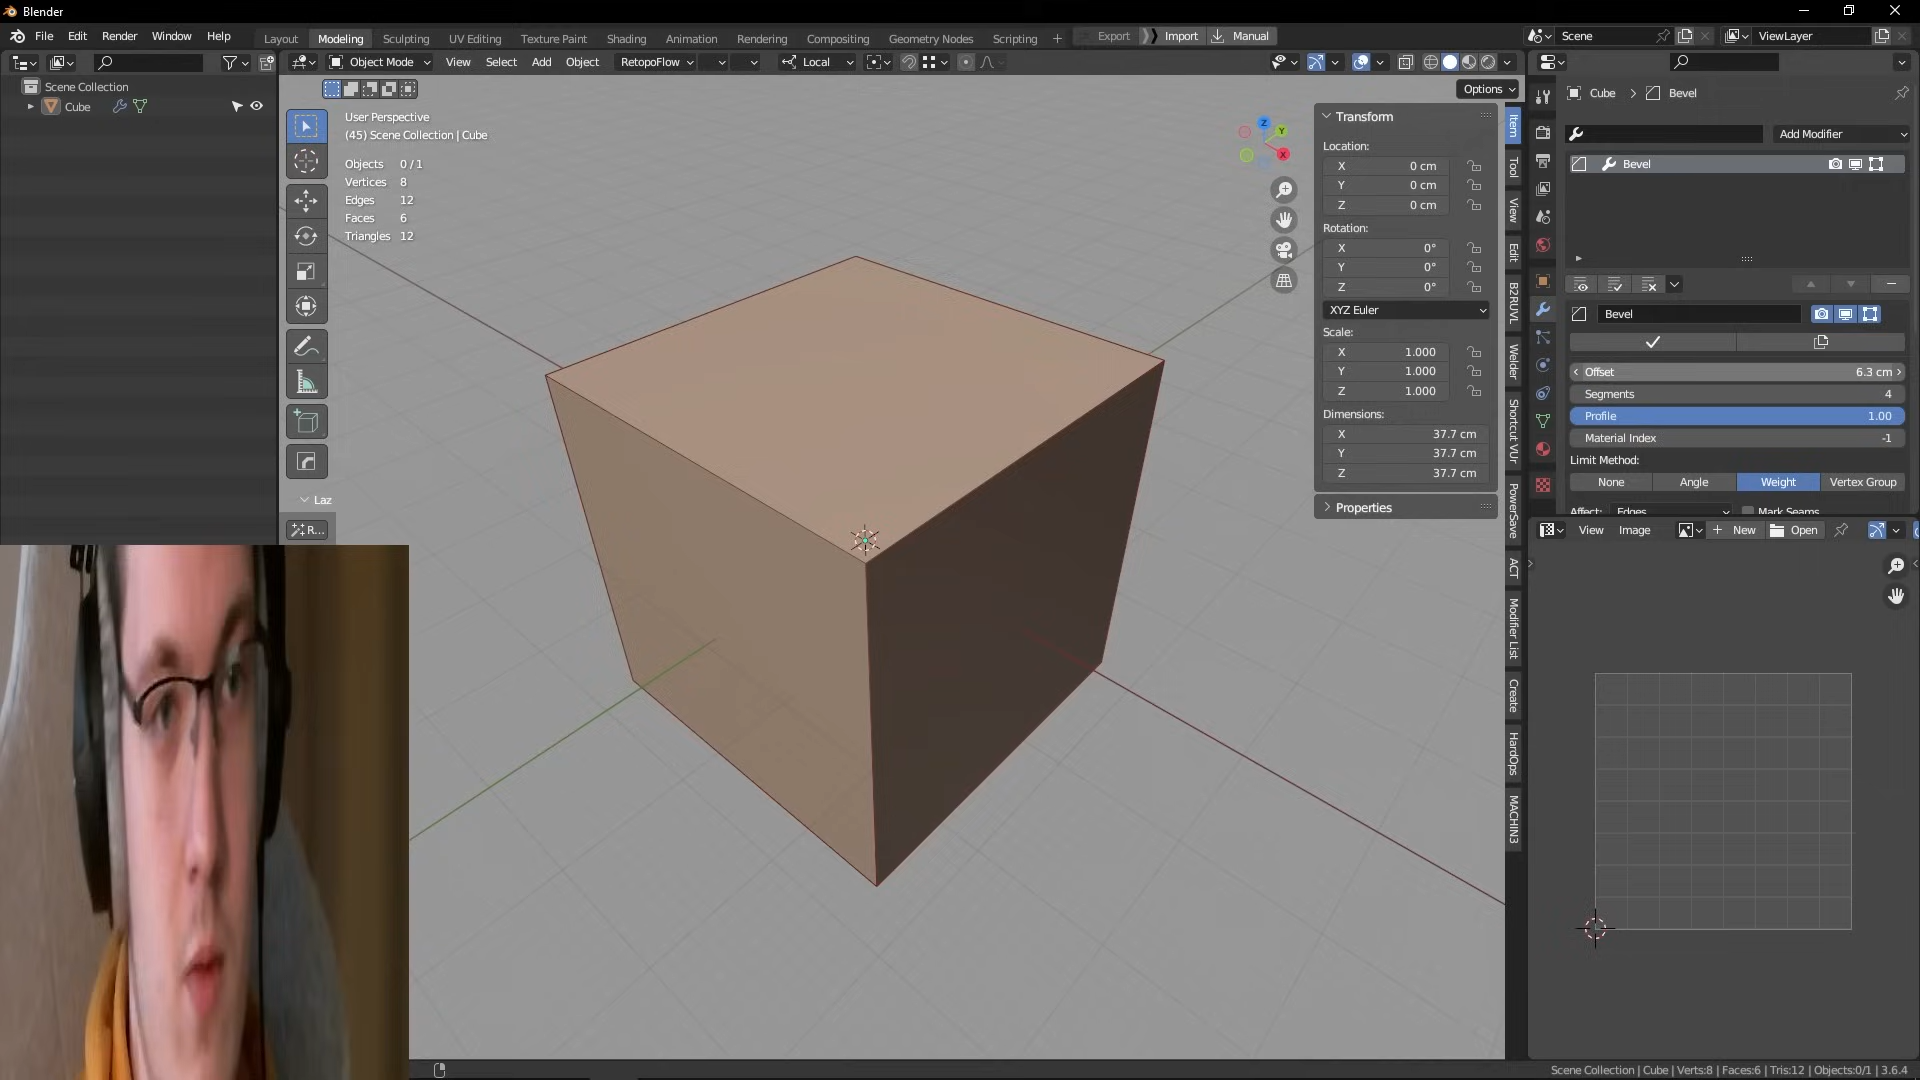 Blender
File Edit Render Window Help
Layout Modeling Sculpting UV Editing Texture Paint Shading Animation Rendering Compositing Geometry Nodes Scripting
Export Import Manual
Scene ViewLayer
Scene Collection
Cube
Object Mode View Select Add Object RetopoFlow Local
Options
User Perspective
(45) Scene Collection | Cube
Objects 0/1
Vertices 8
Edges 12
Faces 6
Triangles 12
Laz
R...
Z
Y
X
Transform
Location:
X 0 cm
Y 0 cm
Z 0 cm
Rotation:
X 0°
Y 0°
Z 0°
XYZ Euler
Scale:
X 1.000
Y 1.000
Z 1.000
Dimensions:
X 37.7 cm
Y 37.7 cm
Z 37.7 cm
Properties
Item
Tool
View
Edit
B2RUVL
Welder
Shortcut VUr
PowerSave
ACT
Modifier List
Create
HardOps
MACHIN3
Cube Bevel
Add Modifier
Bevel
Bevel
Offset 6.3 cm
Segments 4
Profile 1.00
Material Index -1
Limit Method:
None Angle Weight Vertex Group
Affect: Edges Mark Seams
View Image New Open
Scene Collection | Cube | Verts:8 | Faces:6 | Tris:12 | Objects:0/1 | 3.6.4